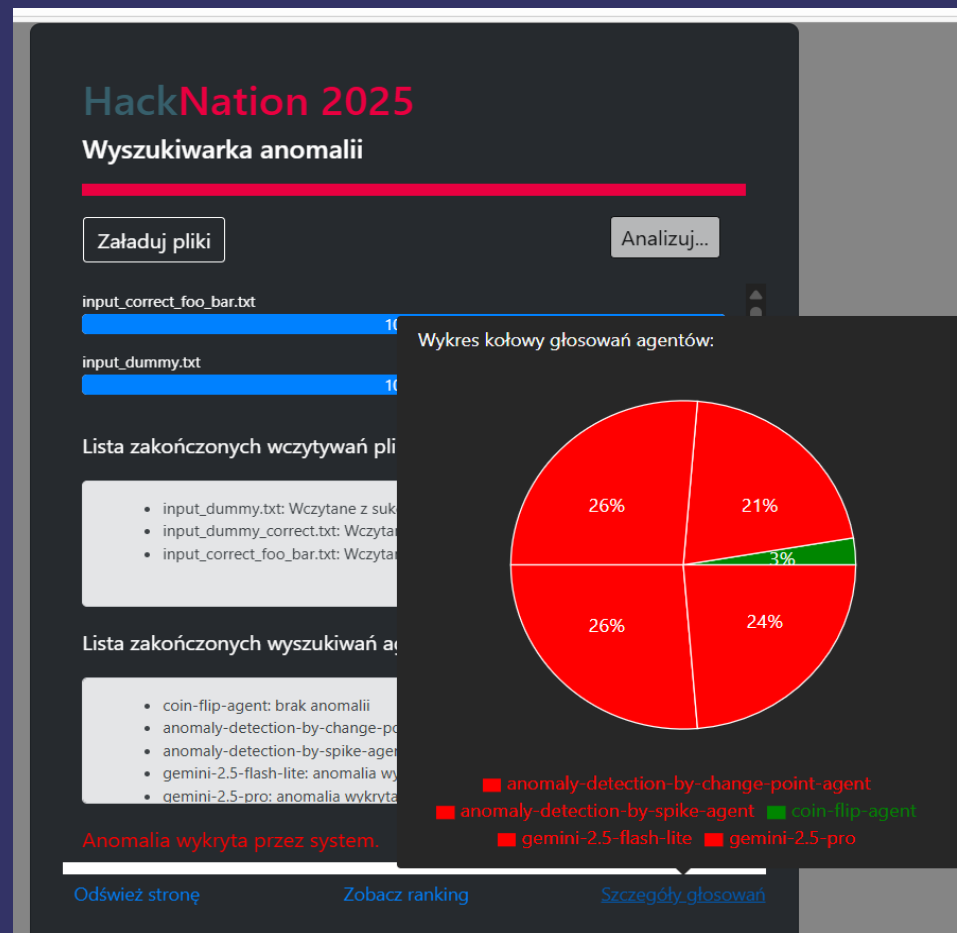 HackNation 2025
Wyszukiwarka anomalii
Załaduj pliki
Analizuj...
input_correct_foo_bar.txt
input_dummy.txt
Lista zakończonych wczytywań pli
input_dummy.txt: Wczytane z suk
input_dummy_correct.txt: Wczyta
input_correct_foo_bar.txt: Wczyta
Lista zakończonych wyszukiwań
coin-flip-agent: brak anomalii
anomaly-detection-by-change-po
anomaly-detection-by-spike-agen
gemini-2.5-flash-lite: anomalia wy
gemini-2.5-pro: anomalia wykryta
Anomalia wykryta przez system.
Odśwież stronę
Zobacz ranking
Szczegóły głosowań
Wykres kołowy głosowań agentów:
26%
21%
3%
26%
24%
anomaly-detection-by-change-point-agent
anomaly-detection-by-spike-agent coin-flip-agent
gemini-2.5-flash-lite gemini-2.5-pro